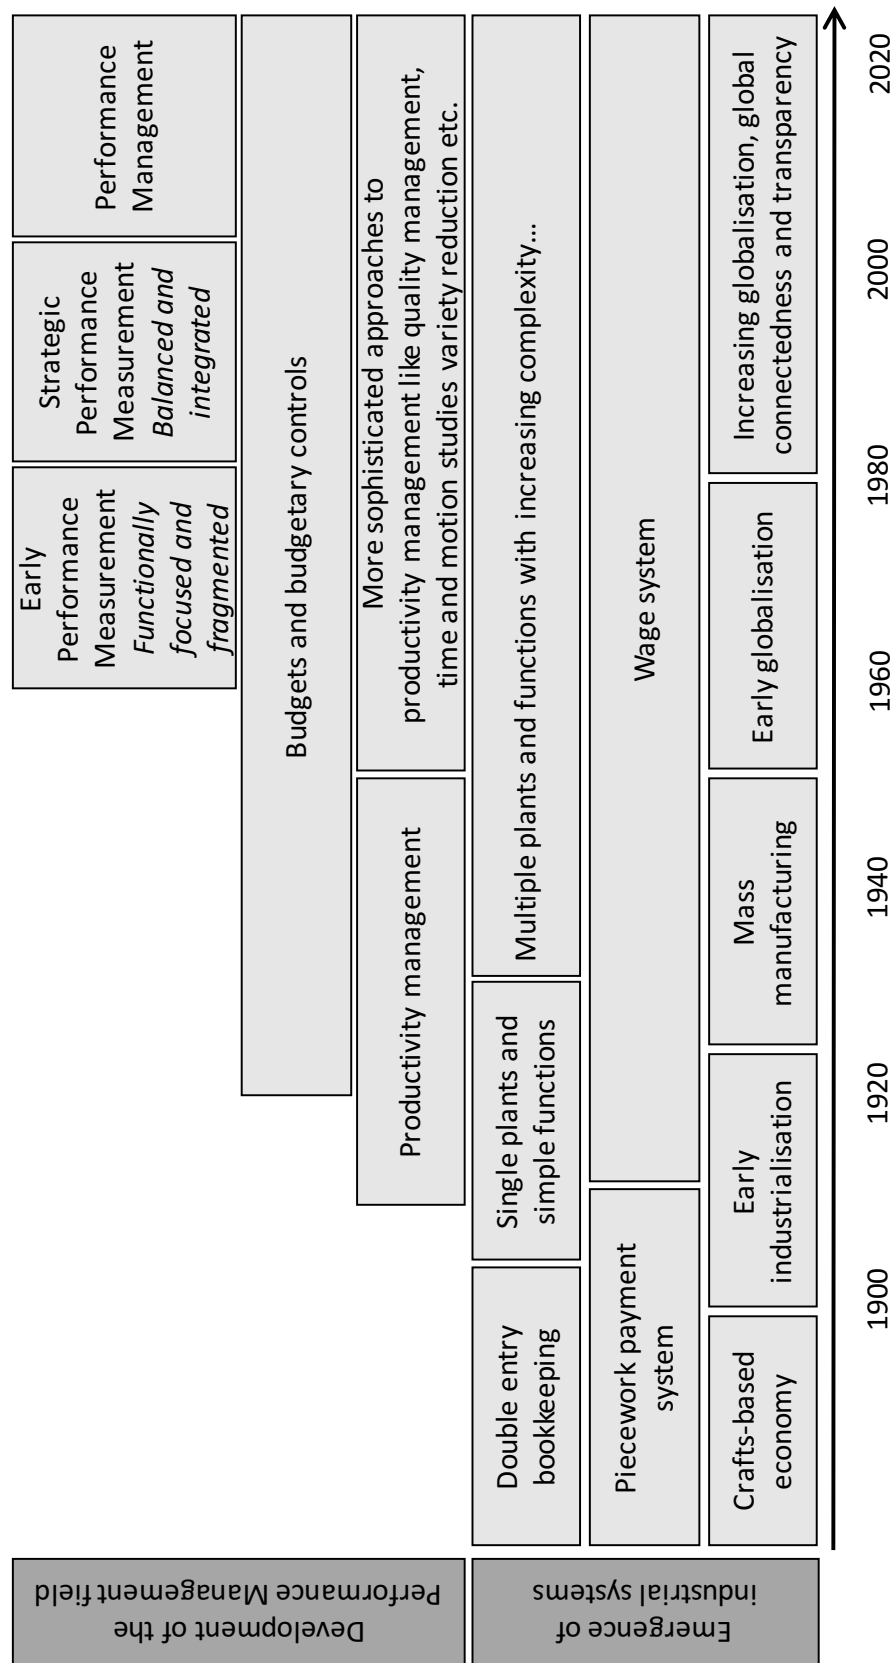 Development of the
Performance Management field
Early
Performance
Measurement
Functionally
focused and
fragmented
Strategic
Performance
Measurement
Balanced and
integrated
Performance
Management
Budgets and budgetary controls
Productivity management
More sophisticated approaches to
productivity management like quality management,
time and motion studies variety reduction etc.
Emergence of
industrial systems
Double entry
bookkeeping
Single plants and
simple functions
Multiple plants and functions with increasing complexity...
Piecework payment
system
Wage system
Crafts-based
economy
Early
industrialisation
Mass
manufacturing
Early globalisation
Increasing globalisation, global
connectedness and transparency
1900
1920
1940
1960
1980
2000
2020